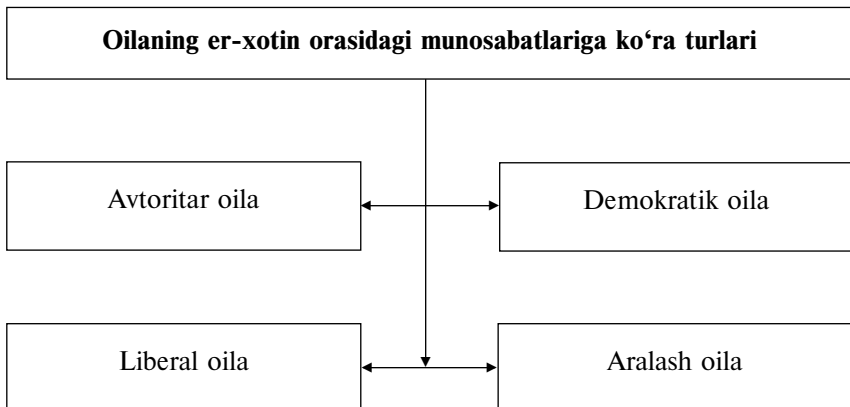 Oilaning er-xotin orasidagi munosabatlariga ko‘ra turlari
Avtoritar oila
Demokratik oila
Liberal oila
Aralash oila